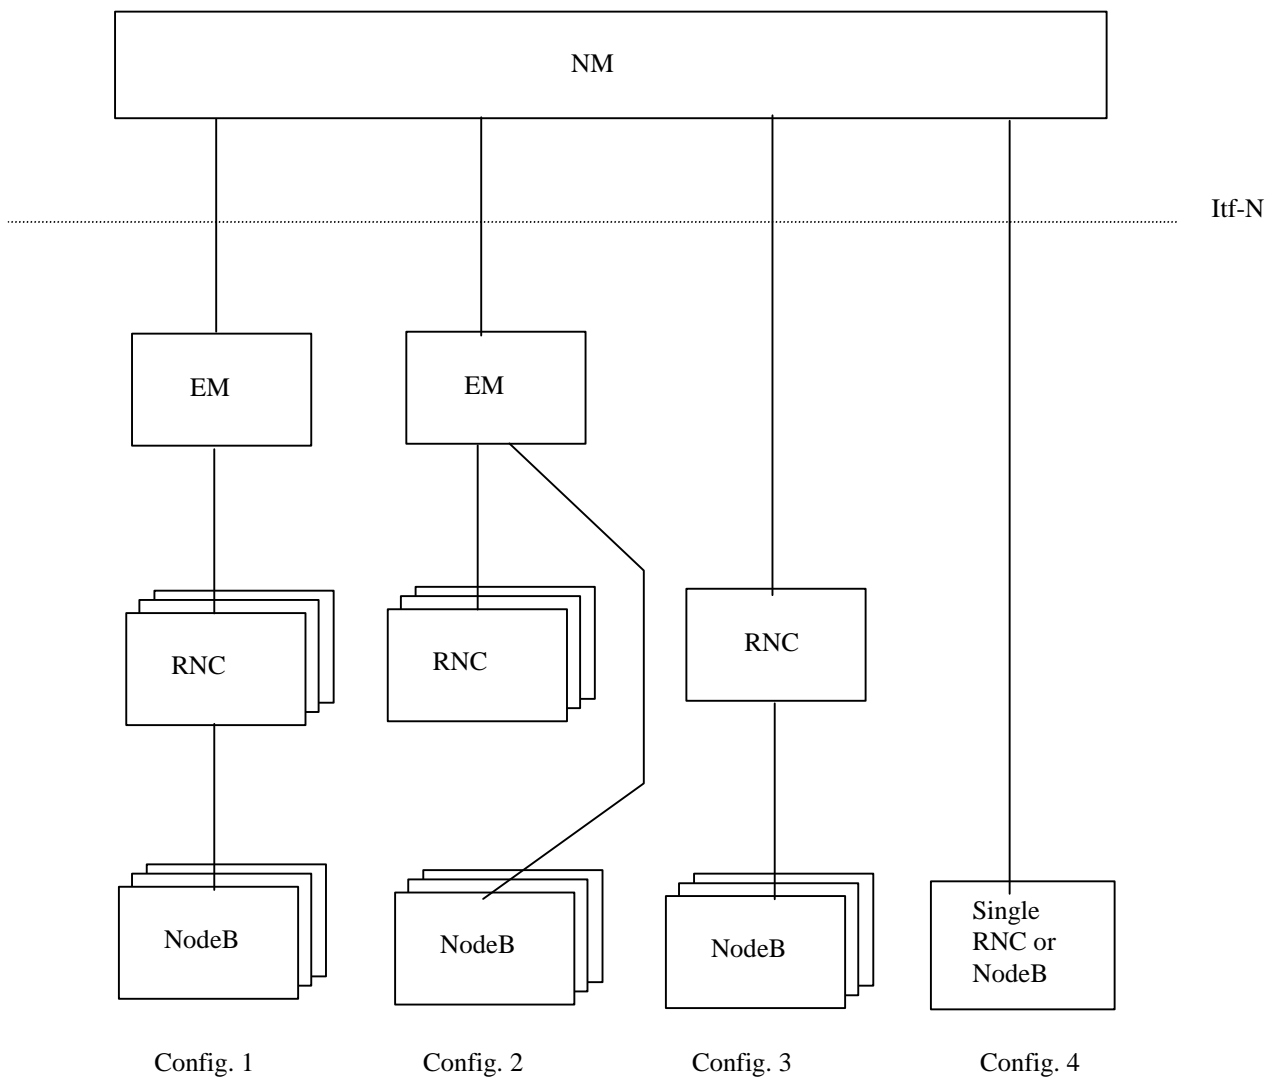 NM
Itf-N
EM
EM
RNC
RNC
RNC
NodeB
NodeB
NodeB
Single
RNC or
NodeB
Config. 1
Config. 2
Config. 3
Config. 4